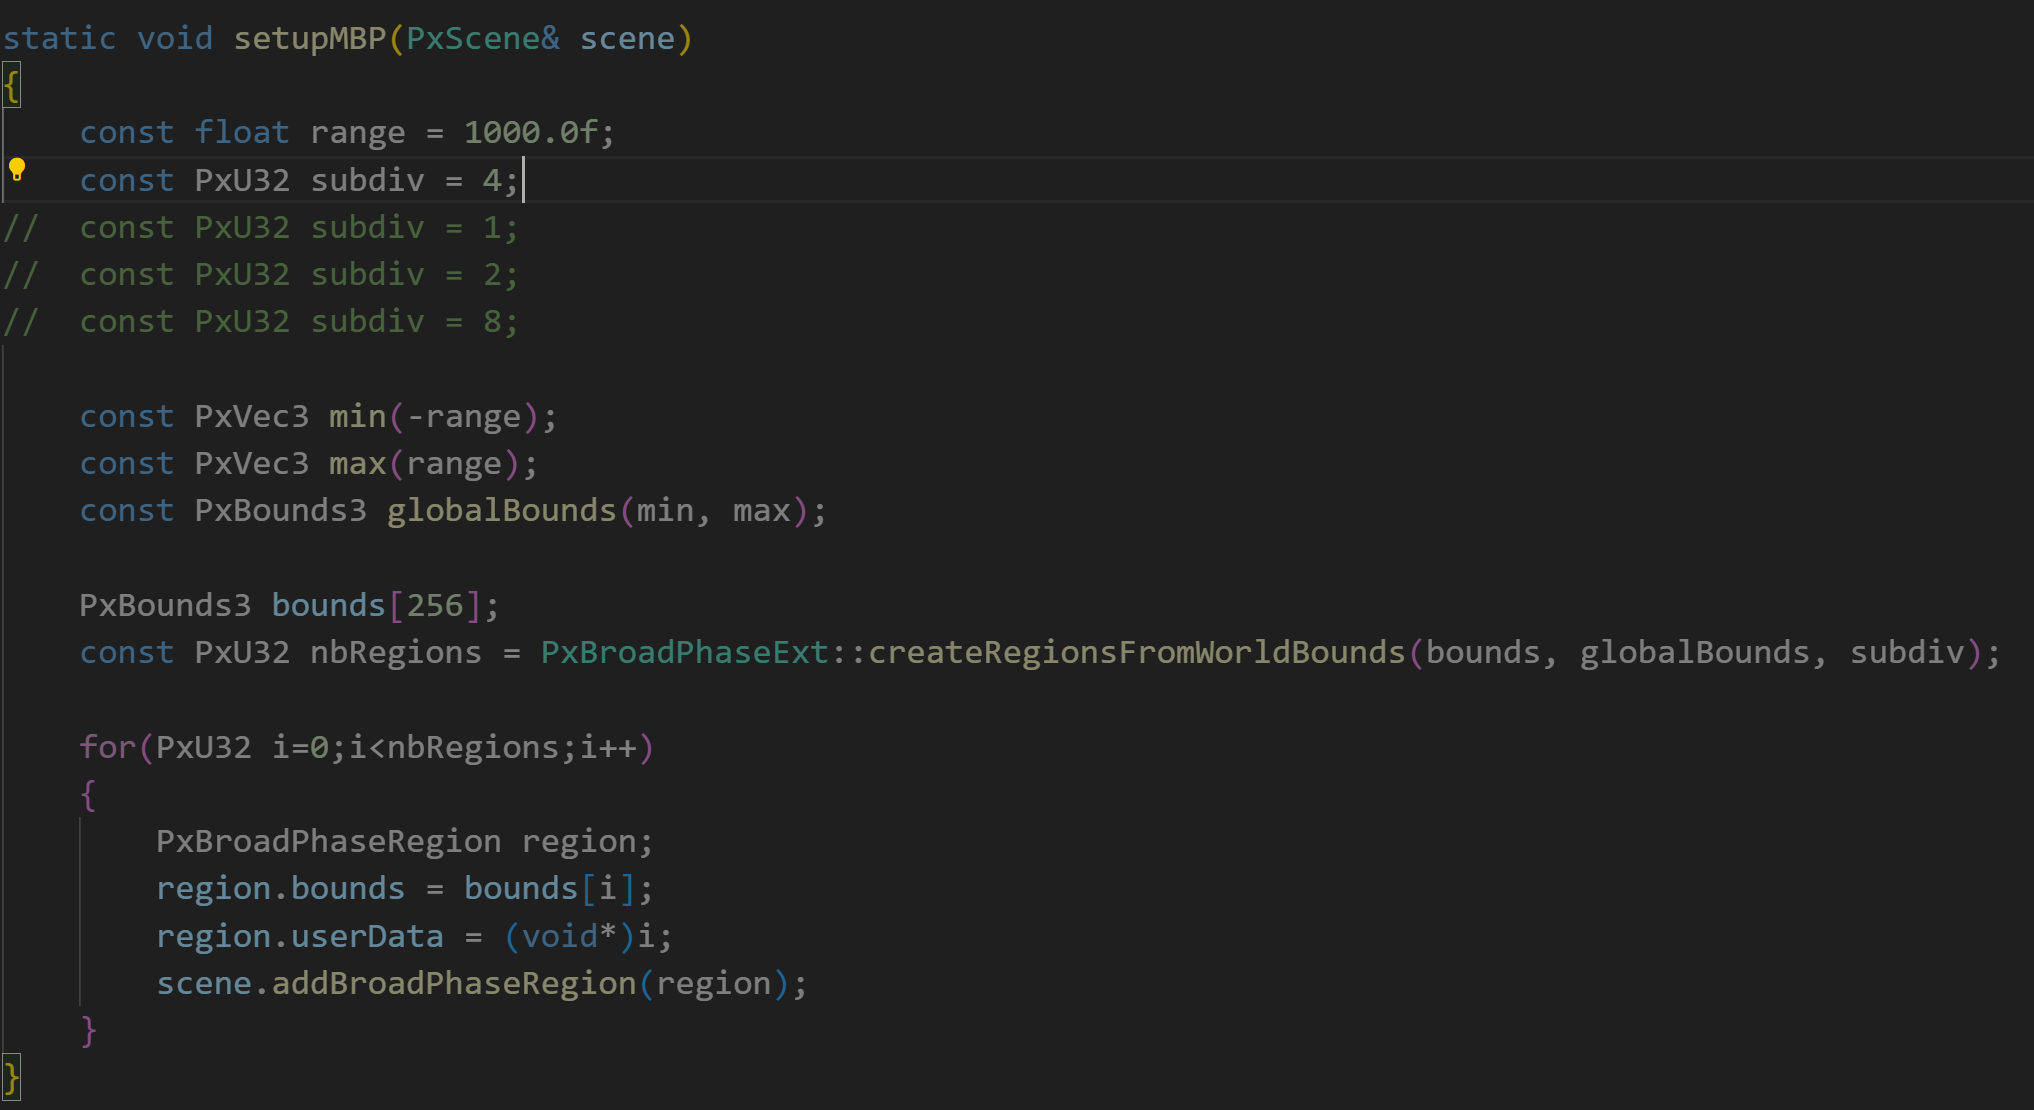 static void setupMBP(PxScene& scene)
{
    const float range = 1000.0f;
    const PxU32 subdiv = 4;
//  const PxU32 subdiv = 1;
//  const PxU32 subdiv = 2;
//  const PxU32 subdiv = 8;

    const PxVec3 min(-range);
    const PxVec3 max(range);
    const PxBounds3 globalBounds(min, max);

    PxBounds3 bounds[256];
    const PxU32 nbRegions = PxBroadPhaseExt::createRegionsFromWorldBounds(bounds, globalBounds, subdiv);

    for(PxU32 i=0;i<nbRegions;i++)
    {
        PxBroadPhaseRegion region;
        region.bounds = bounds[i];
        region.userData = (void*)i;
        scene.addBroadPhaseRegion(region);
    }
}